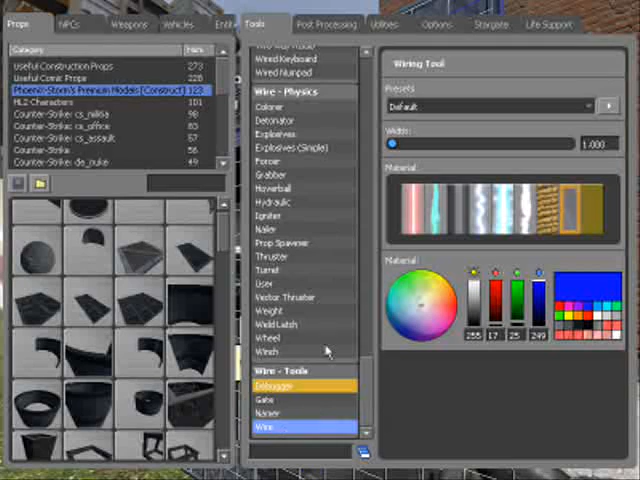 Props
NPCs
Weapons
Vehicles
Tools
Post Processing
Utilities
Options
Stargate
Life Support
Category
Num.
Useful Construction Props 273
Useful Comic Props 228
Phoenix-Storm's Premium Models [Construct] 123
HL2-Characters 101
Counter-Strike: cs_militia 98
Counter-Strike: cs_office 83
Counter-Strike: cs_assault 57
Counter-Strike 56
Counter-Strike: de_nuke 49
Wired Keyboard
Wired Numpad
Wire - Physics
Colorer
Detonator
Explosives
Explosives (Simple)
Forcer
Grabber
Hoverball
Hydraulic
Igniter
Nailer
Prop Spawner
Thruster
Turret
User
Vector Thruster
Weight
Weld Latch
Wheel
Winch
Wire - Tools
Debugger
Gate
Namer
Wire
Wiring Tool
Presets
Default
Width:
1.000
Material:
Material:
255 17 25 249